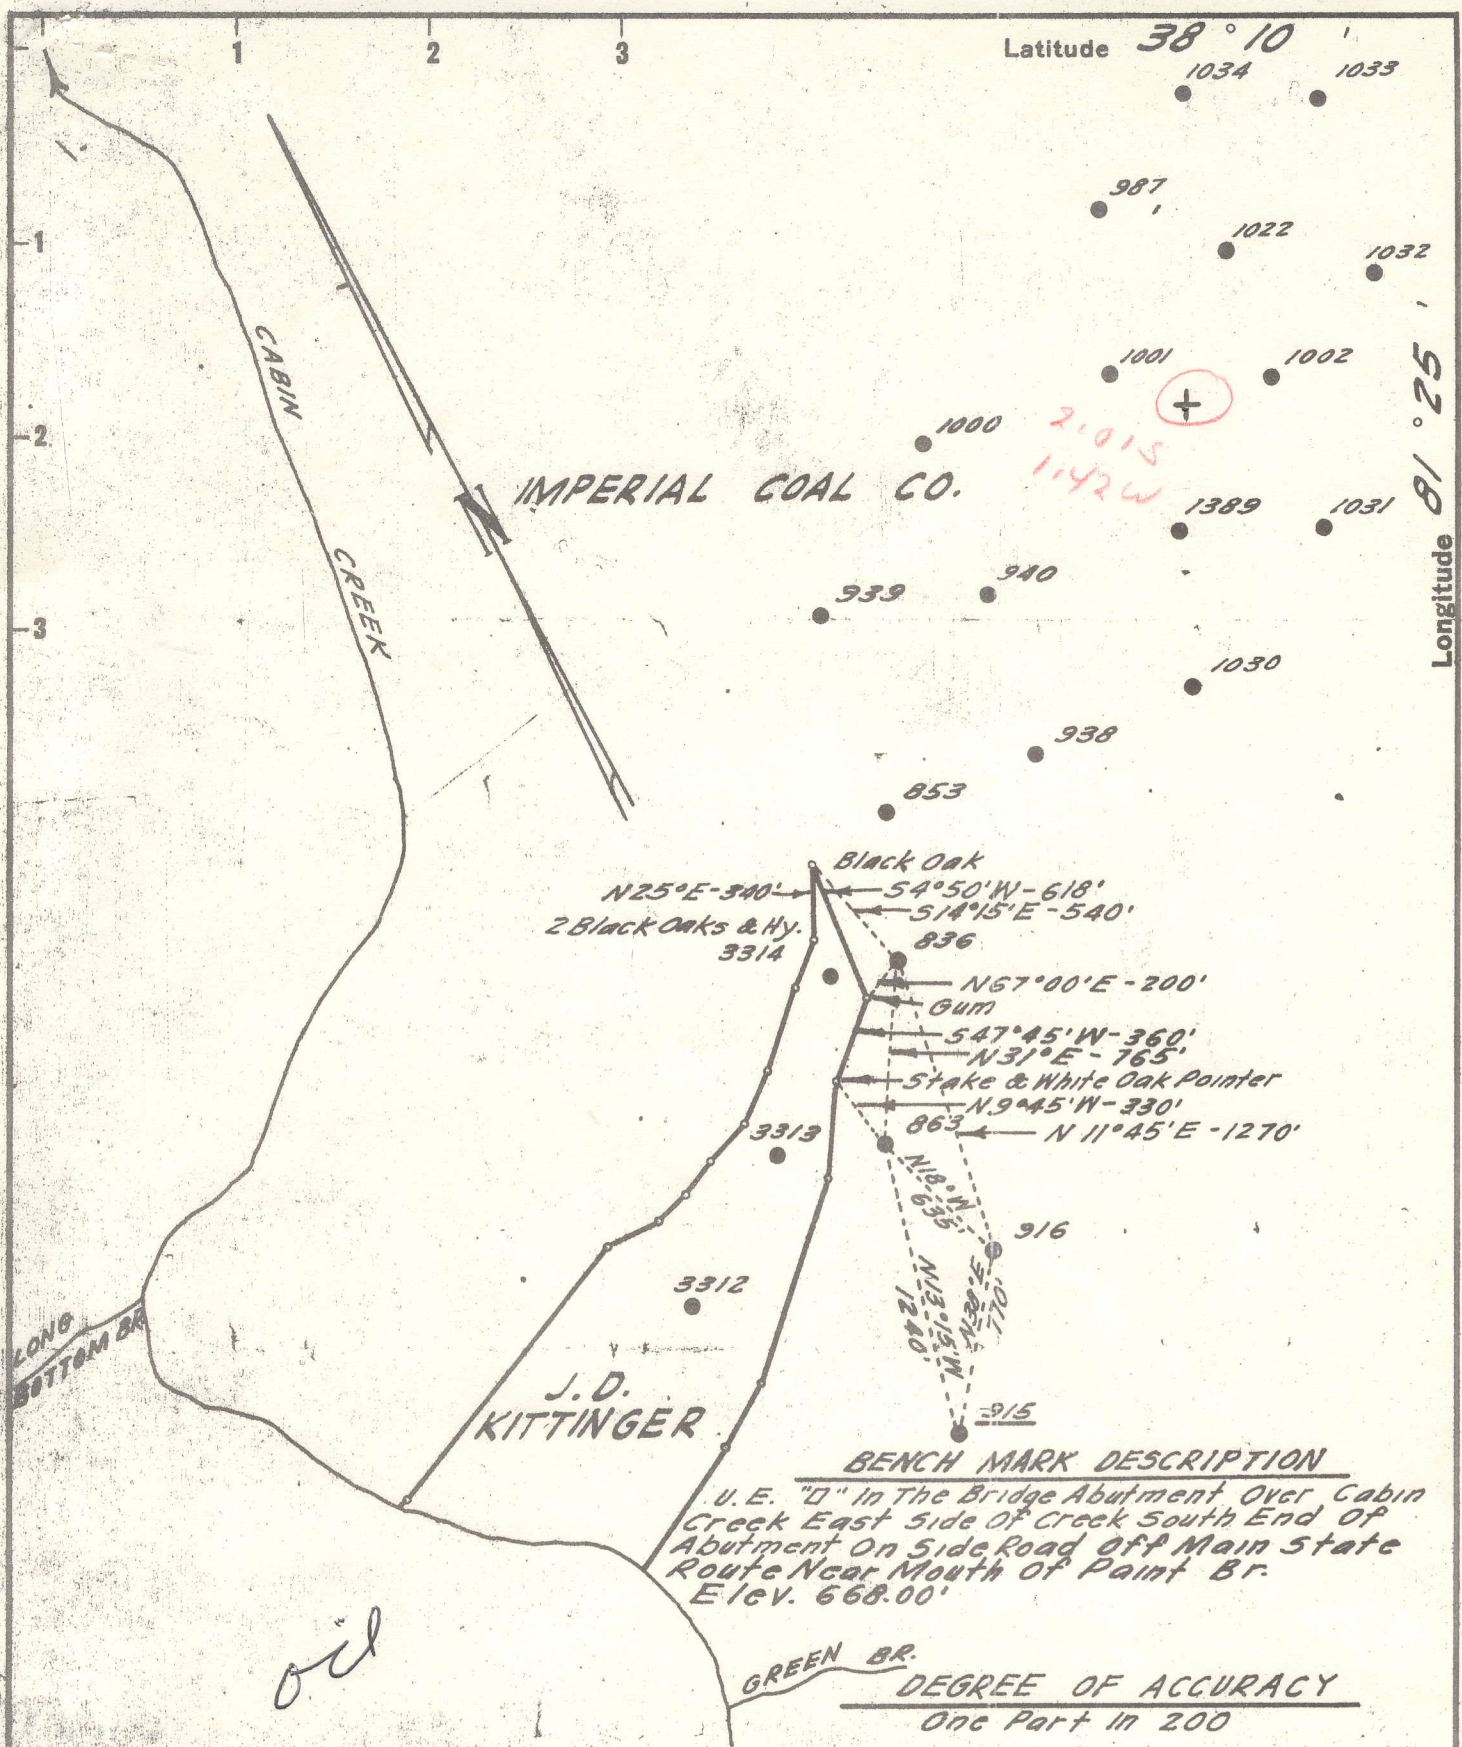 1 2 3
Latitude 38°10'
1034 1033
987
1
1022
1032
CABIN
1001 1002
Longitude 81°25'
2
1000
2.01S
1.42W
N
IMPERIAL COAL CO.
1389 1031
CREEK
940
939
3
1030
938
853
Black Oak
N25°E-340'
S4°50'W-618'
S14°15'E-540'
2 Black Oaks & Hy.
3314
836
N67°00'E-200'
Gum
S47°45'W-360'
N31°E-765'
Stake & White Oak Pointer
N9°45'W-330'
863
N11°45'E-1270'
3313
N18°W
635'
916
3312
N13°15'W
1240'
LONG
BOTTOM BR.
J.D.
KITTINGER
915
BENCH MARK DESCRIPTION
U.E. "□" In The Bridge Abutment Over Cabin
Creek East Side Of Creek South End Of
Abutment On Side Road Off Main State
Route Near Mouth Of Paint Br.
Elev. 668.00'
oil
GREEN BR.
DEGREE OF ACCURACY
One Part In 200